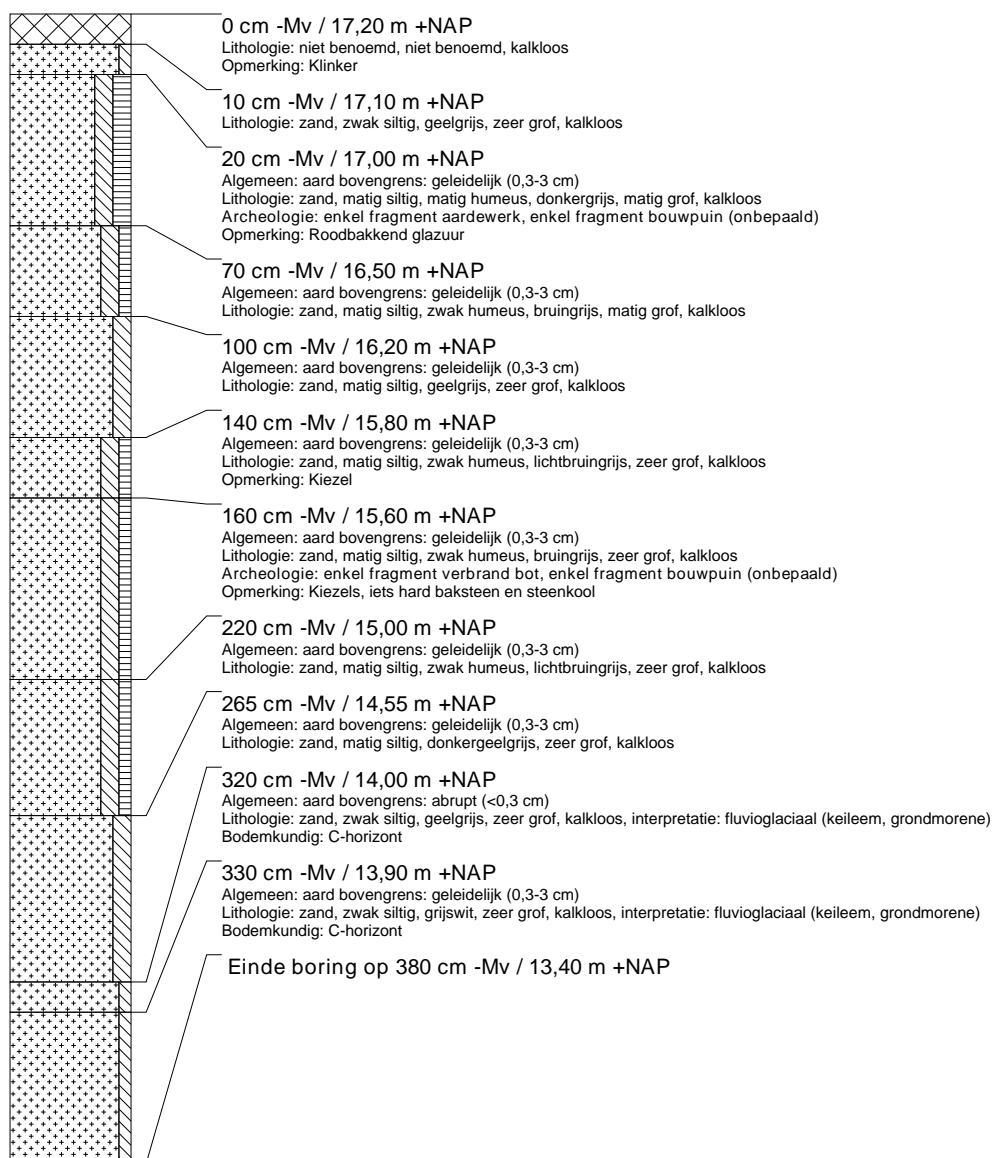 0 cm -Mv / 17,20 m +NAP
Lithologie: niet benoemd, niet benoemd, kalkloos
Opmerking: Klinker
10 cm -Mv / 17,10 m +NAP
Lithologie: zand, zwak siltig, geelgrijs, zeer grof, kalkloos
20 cm -Mv / 17,00 m +NAP
Algemeen: aard bovengrens: geleidelijk (0,3-3 cm)
Lithologie: zand, matig siltig, matig humeus, donkergrijs, matig grof, kalkloos
Archeologie: enkel fragment aardewerk, enkel fragment bouwpuin (onbepaald)
Opmerking: Roodbakkend glazuur
70 cm -Mv / 16,50 m +NAP
Algemeen: aard bovengrens: geleidelijk (0,3-3 cm)
Lithologie: zand, matig siltig, zwak humeus, bruingrijs, matig grof, kalkloos
100 cm -Mv / 16,20 m +NAP
Algemeen: aard bovengrens: geleidelijk (0,3-3 cm)
Lithologie: zand, matig siltig, geelgrijs, zeer grof, kalkloos
140 cm -Mv / 15,80 m +NAP
Algemeen: aard bovengrens: geleidelijk (0,3-3 cm)
Lithologie: zand, matig siltig, zwak humeus, lichtbruingrijs, zeer grof, kalkloos
Opmerking: Kiezel
160 cm -Mv / 15,60 m +NAP
Algemeen: aard bovengrens: geleidelijk (0,3-3 cm)
Lithologie: zand, matig siltig, zwak humeus, bruingrijs, zeer grof, kalkloos
Archeologie: enkel fragment verbrand bot, enkel fragment bouwpuin (onbepaald)
Opmerking: Kiezels, iets hard baksteen en steenkool
220 cm -Mv / 15,00 m +NAP
Algemeen: aard bovengrens: geleidelijk (0,3-3 cm)
Lithologie: zand, matig siltig, zwak humeus, lichtbruingrijs, zeer grof, kalkloos
265 cm -Mv / 14,55 m +NAP
Algemeen: aard bovengrens: geleidelijk (0,3-3 cm)
Lithologie: zand, matig siltig, donkergeelgrijs, zeer grof, kalkloos
320 cm -Mv / 14,00 m +NAP
Algemeen: aard bovengrens: abrupt (<0,3 cm)
Lithologie: zand, zwak siltig, geelgrijs, zeer grof, kalkloos, interpretatie: fluvioglaciaal (keileem, grondmorene)
Bodemkundig: C-horizont
330 cm -Mv / 13,90 m +NAP
Algemeen: aard bovengrens: geleidelijk (0,3-3 cm)
Lithologie: zand, zwak siltig, grijswit, zeer grof, kalkloos, interpretatie: fluvioglaciaal (keileem, grondmorene)
Bodemkundig: C-horizont
Einde boring op 380 cm -Mv / 13,40 m +NAP